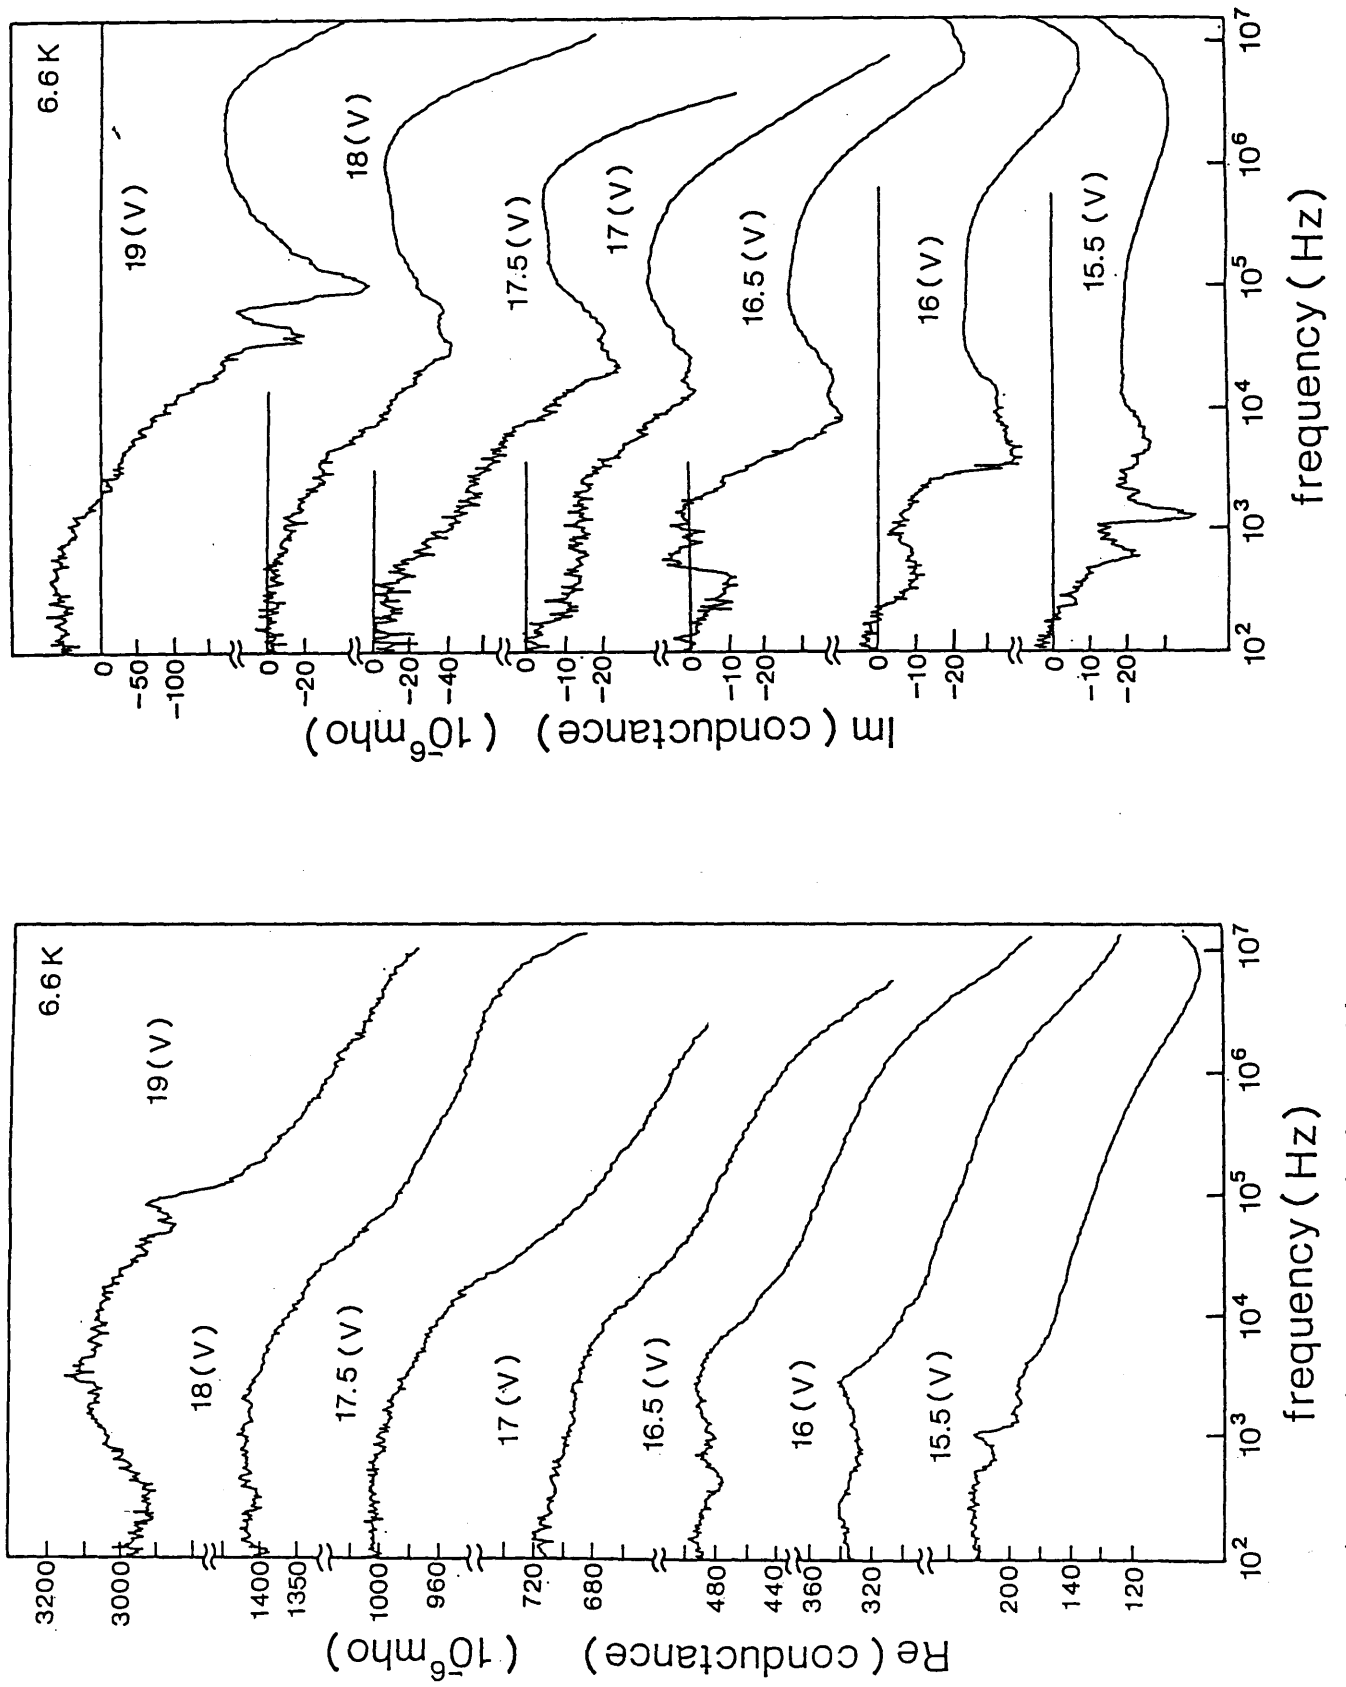 6.6K
19(V)
18(V)
17.5(V)
17(V)
16.5(V)
16(V)
15.5(V)
3200
3000
1400
1350
1000
960
720
680
480
440
360
320
200
140
120
Re(conductance) (10⁻⁶mho)
10² 10³ 10⁴ 10⁵ 10⁶ 10⁷
frequency(Hz)
6.6K
19(V)
18(V)
17.5(V)
17(V)
16.5(V)
16(V)
15.5(V)
0
-50
-100
0
-20
0
-20
-40
0
-10
-20
0
-10
-20
0
-10
-20
0
-10
-20
Im(conductance) (10⁻⁶mho)
10² 10³ 10⁴ 10⁵ 10⁶ 10⁷
frequency(Hz)